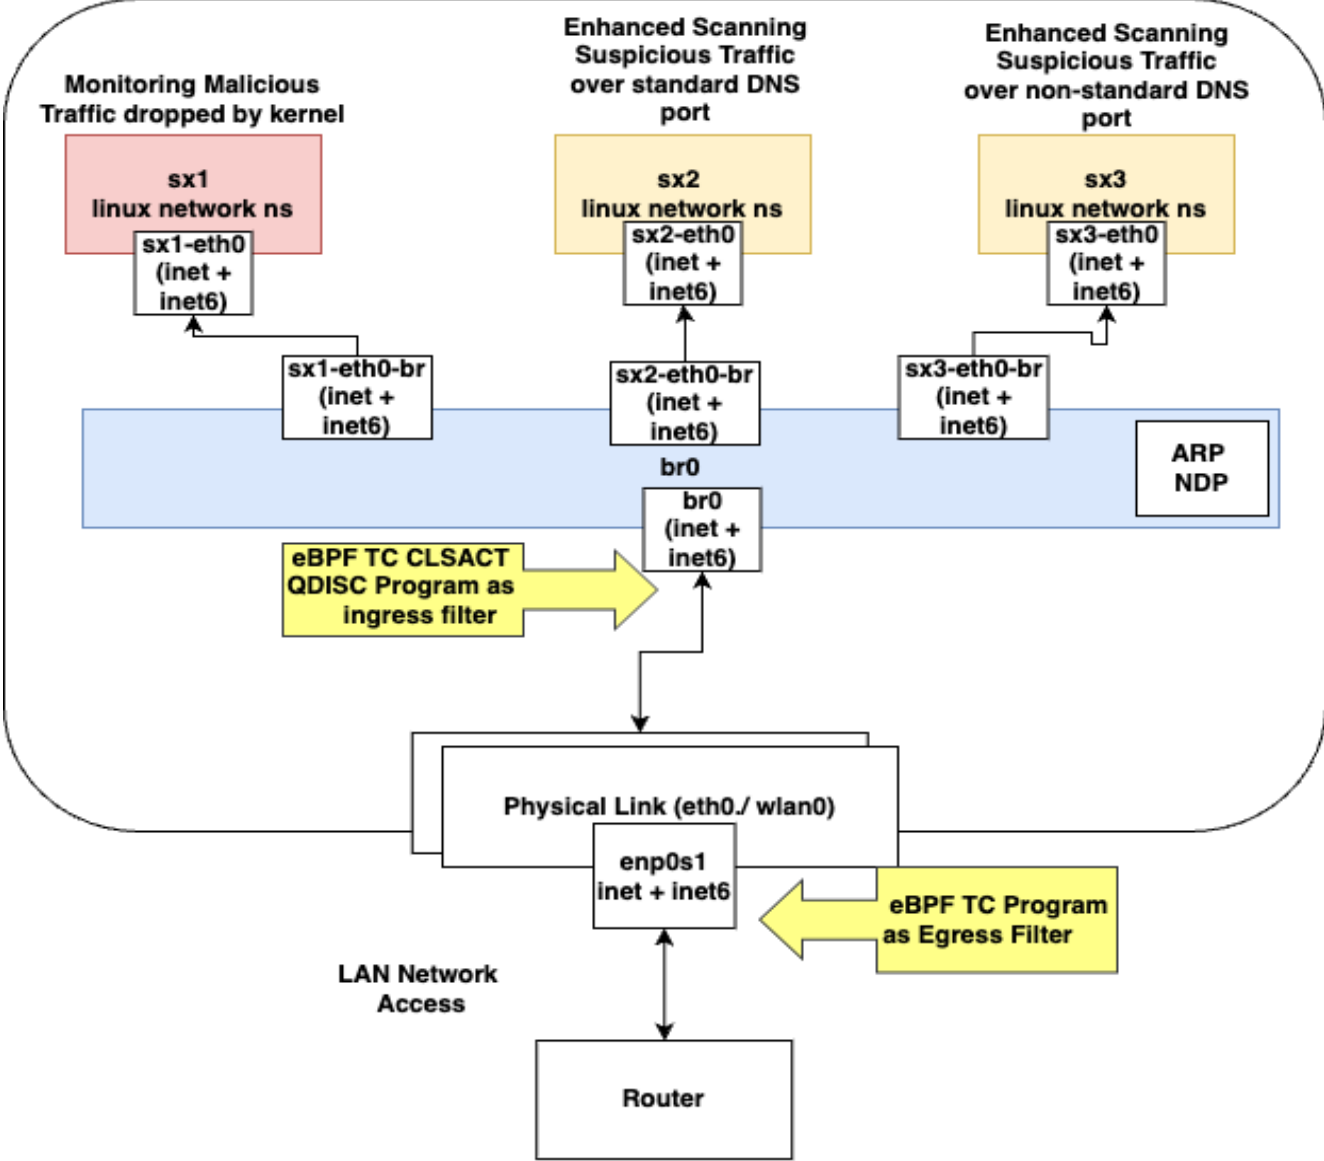 Monitoring Malicious
Traffic dropped by kernel
Enhanced Scanning
Suspicious Traffic
over standard DNS
port
Enhanced Scanning
Suspicious Traffic
over non-standard DNS
port
sx1
linux network ns
sx1-eth0
(inet +
inet6)
sx2
linux network ns
sx2-eth0
(inet +
inet6)
sx3
linux network ns
sx3-eth0
(inet +
inet6)
sx1-eth0-br
(inet +
inet6)
sx2-eth0-br
(inet +
inet6)
sx3-eth0-br
(inet +
inet6)
ARP
NDP
br0
br0
(inet +
inet6)
eBPF TC CLSACT
QDISC Program as
ingress filter
Physical Link (eth0./ wlan0)
enp0s1
inet + inet6
eBPF TC Program
as Egress Filter
LAN Network
Access
Router